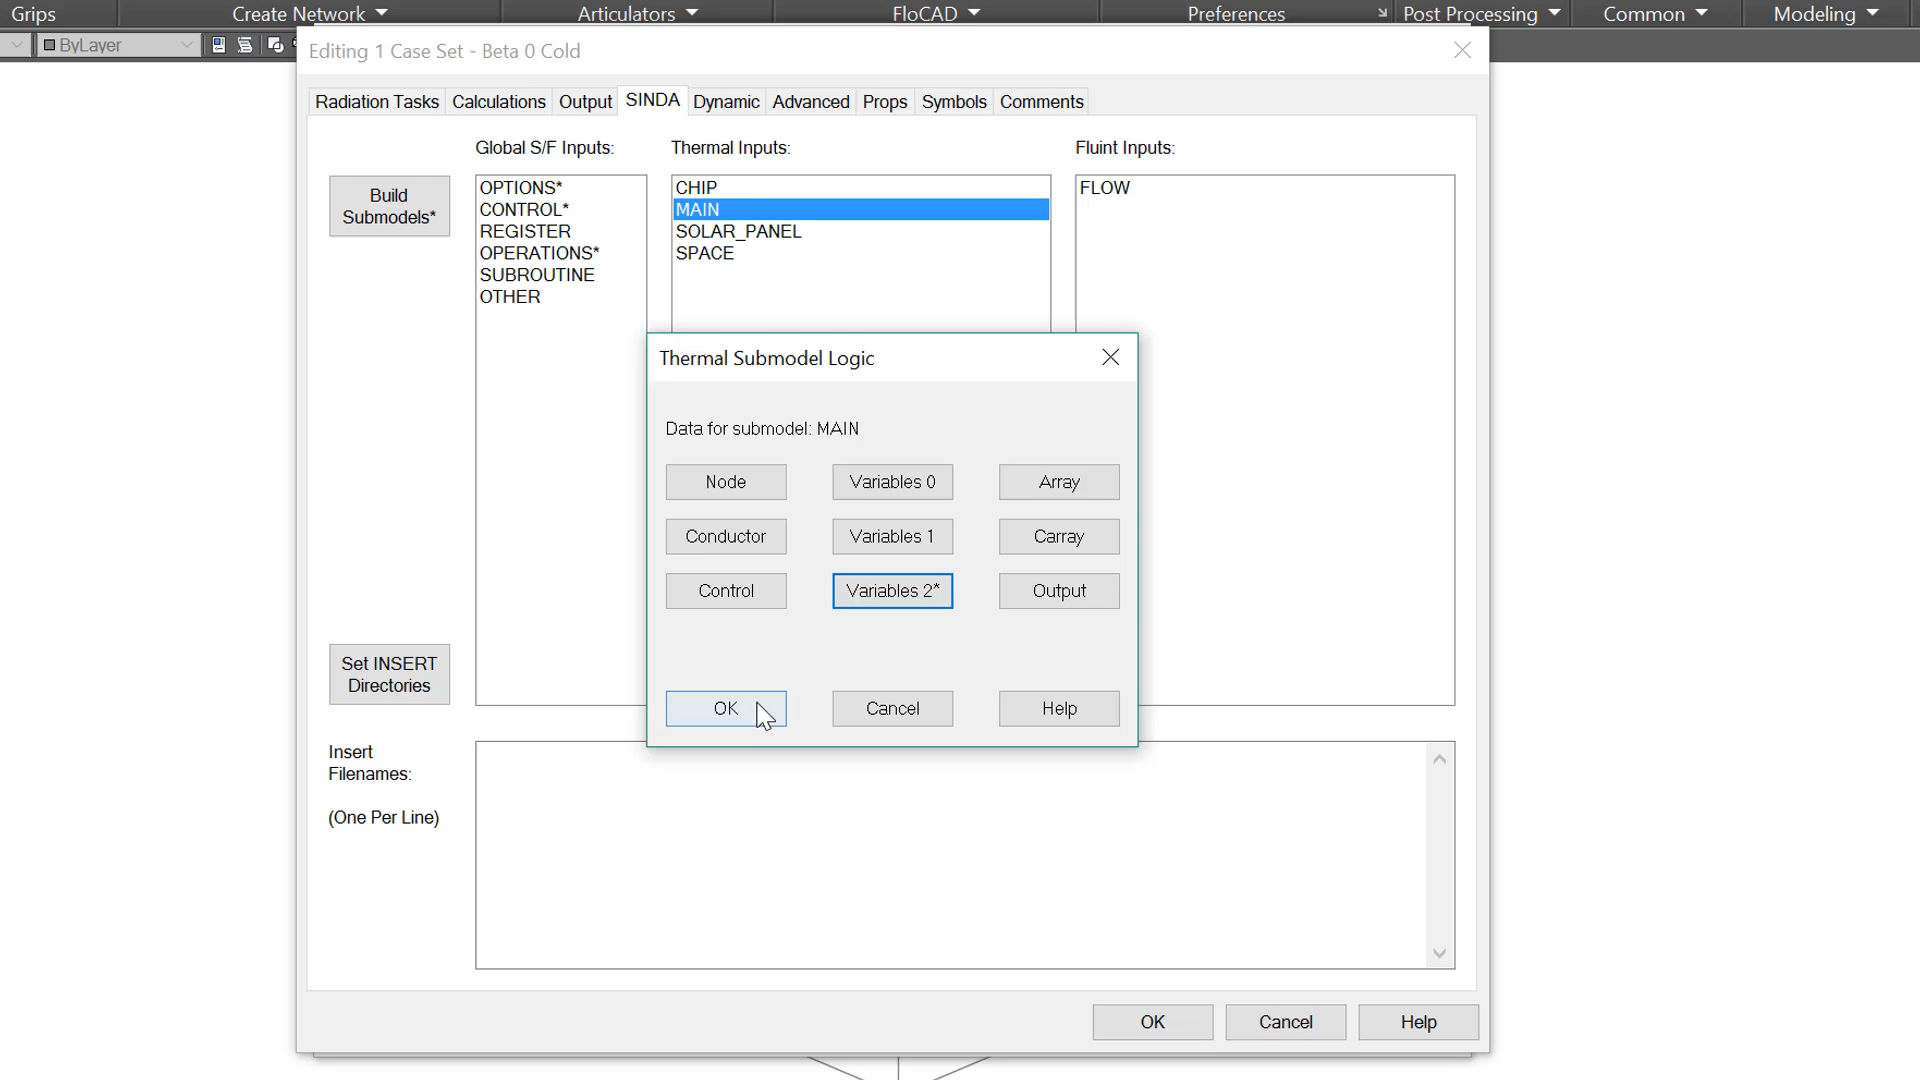 Grips Create Network Articulators FloCAD Preferences Post Processing Common Modeling
ByLayer
Editing 1 Case Set - Beta 0 Cold
Radiation Tasks Calculations Output SINDA Dynamic Advanced Props Symbols Comments
Global S/F Inputs: Thermal Inputs: Fluint Inputs:
Build
Submodels*
OPTIONS*
CONTROL*
REGISTER
OPERATIONS*
SUBROUTINE
OTHER
CHIP
MAIN
SOLAR_PANEL
SPACE
FLOW
Thermal Submodel Logic
Data for submodel: MAIN
Node Variables 0 Array
Conductor Variables 1 Carray
Control Variables 2* Output
OK Cancel Help
Set INSERT
Directories
Insert
Filenames:
(One Per Line)
OK Cancel Help